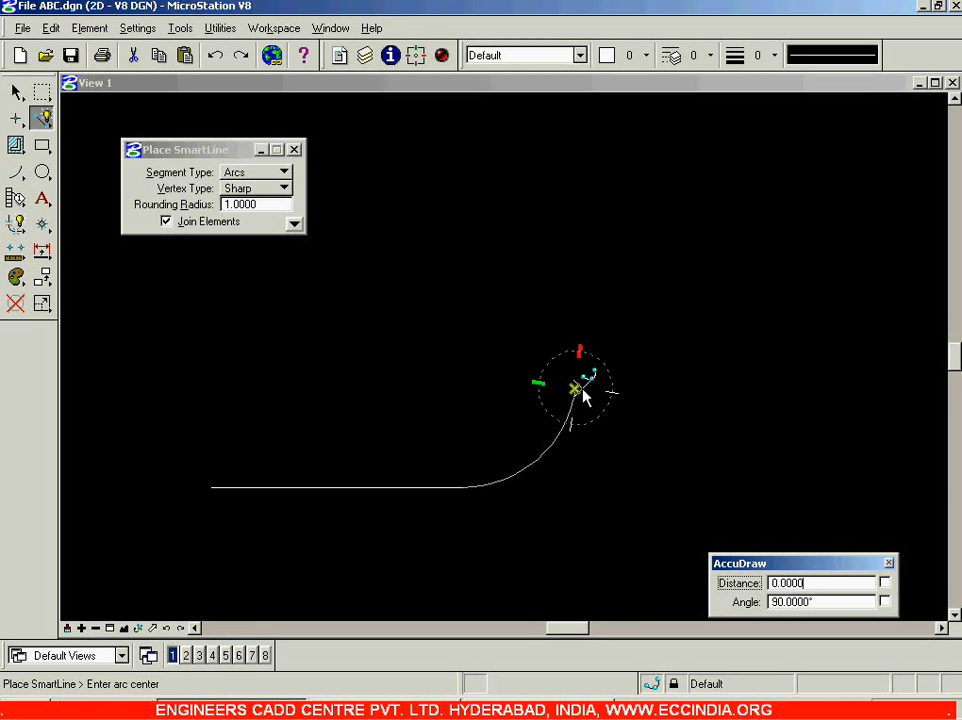 File ABC.dgn (2D - V8 DGN) - MicroStation V8
File Edit Element Settings Tools Utilities Workspace Window Help
Default 0 0 0
View 1
Place SmartLine
Segment Type: Arcs
Vertex Type: Sharp
Rounding Radius: 1.0000
Join Elements
AccuDraw
Distance: 0.0000
Angle: 90.0000°
Default Views 1 2 3 4 5 6 7 8
Place SmartLine > Enter arc center Default
. ENGINEERS CADD CENTRE PVT. LTD. HYDERABAD, INDIA, WWW.ECCINDIA.ORG .